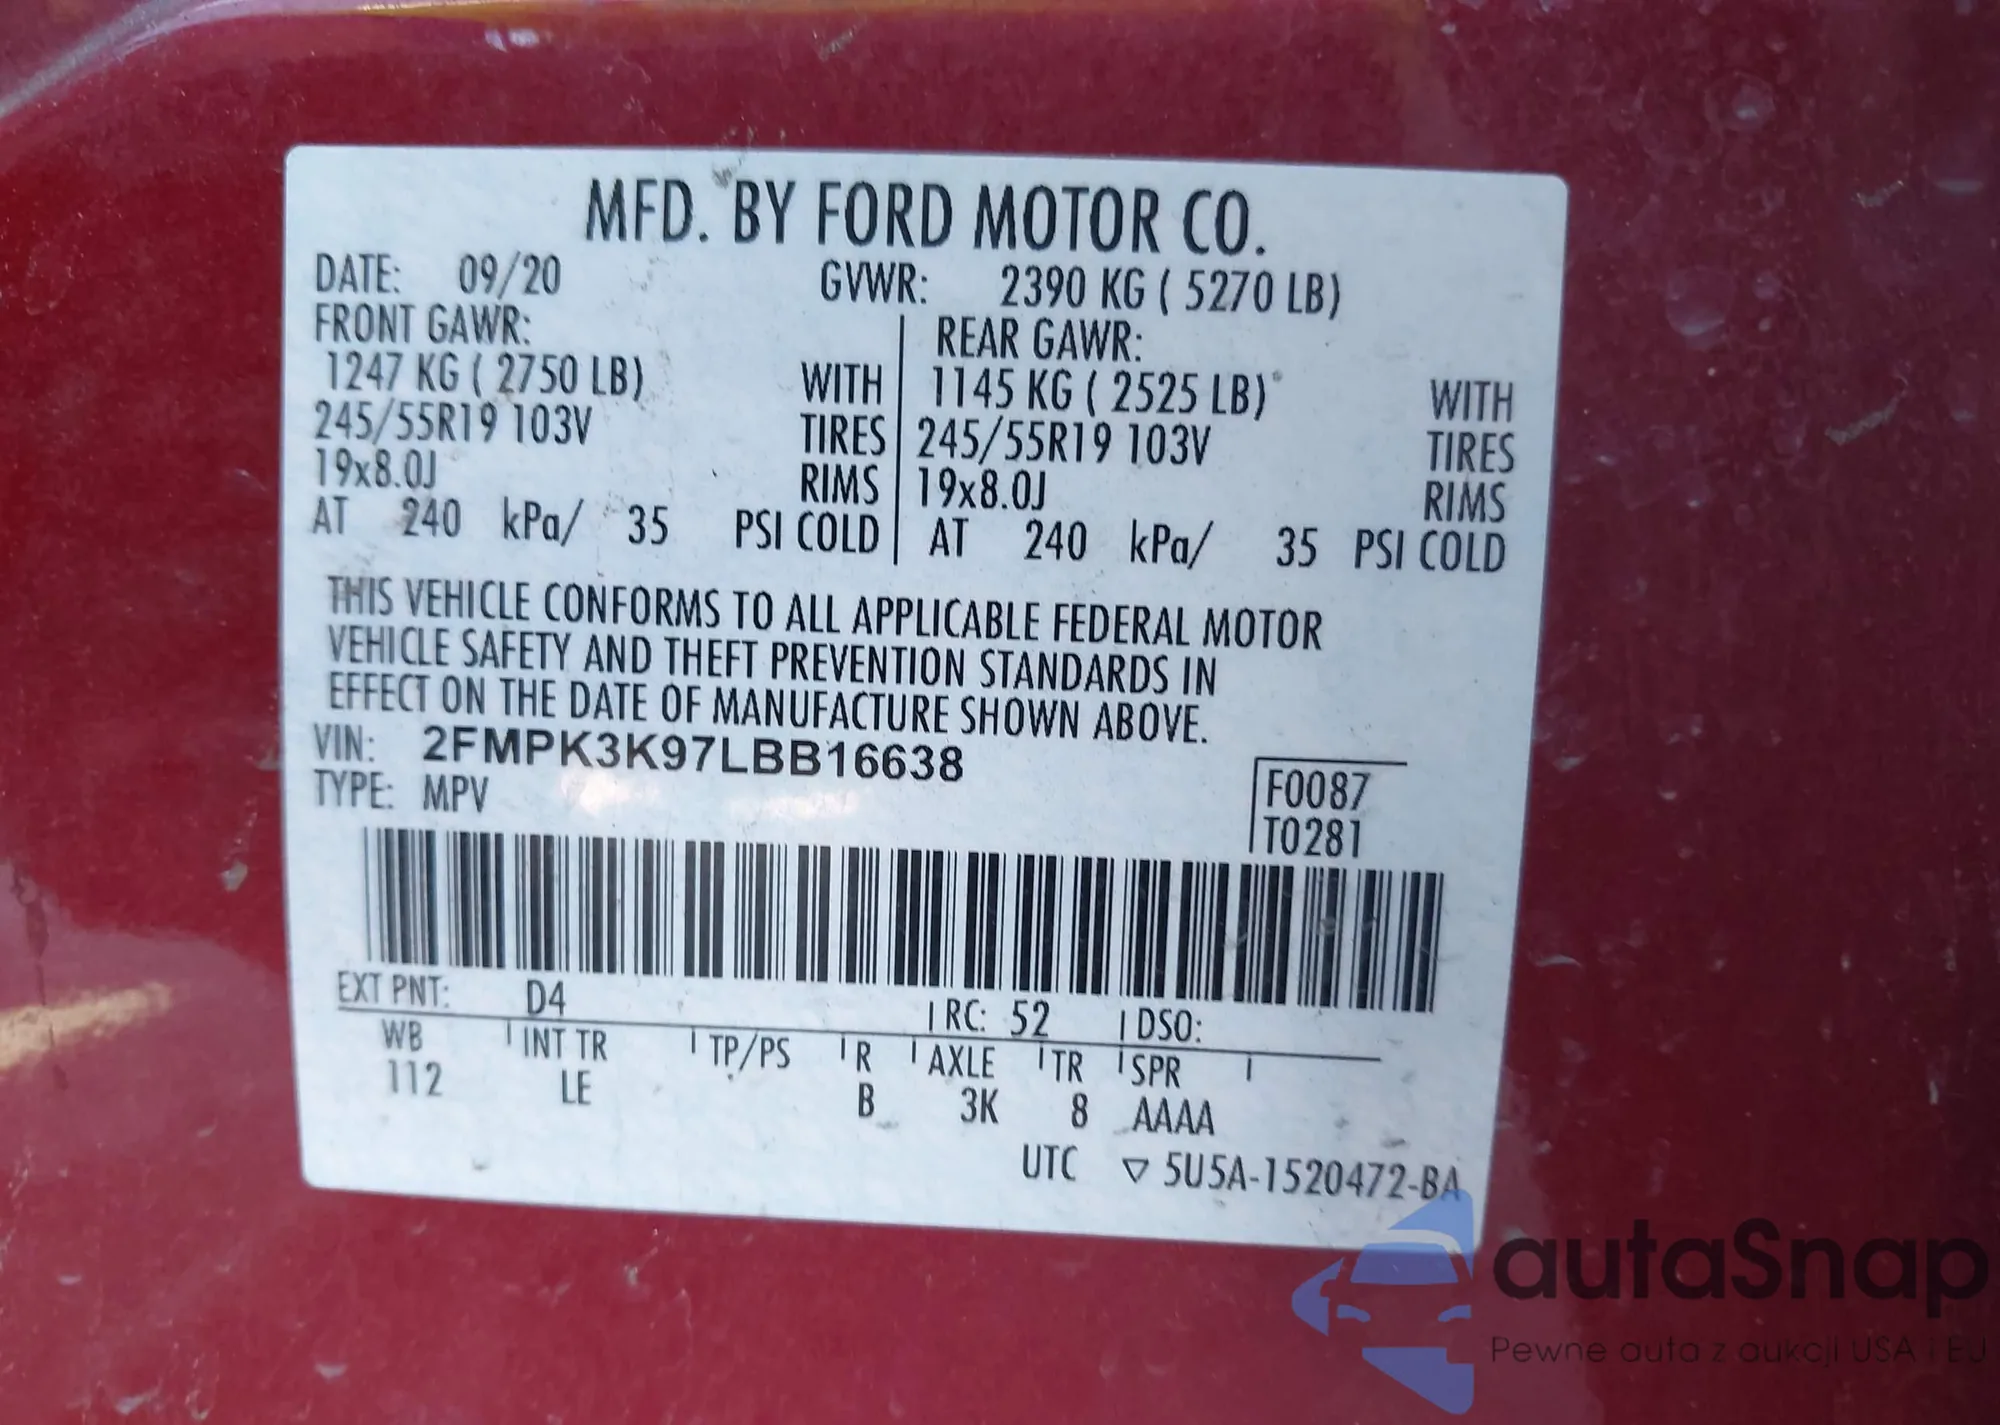 MFD. BY FORD MOTOR CO.
DATE: 09/20 GVWR: 2390 KG ( 5270 LB)
FRONT GAWR: REAR GAWR:
1247 KG ( 2750 LB) WITH 1145 KG ( 2525 LB) WITH
245/55R19 103V TIRES 245/55R19 103V TIRES
19x8.0J RIMS 19x8.0J RIMS
AT 240 kPa/ 35 PSI COLD AT 240 kPa/ 35 PSI COLD
THIS VEHICLE CONFORMS TO ALL APPLICABLE FEDERAL MOTOR
VEHICLE SAFETY AND THEFT PREVENTION STANDARDS IN
EFFECT ON THE DATE OF MANUFACTURE SHOWN ABOVE.
VIN: 2FMPK3K97LBB16638
TYPE: MPV
F0087
T0281
EXT PNT: D4 RC: 52 DSO:
WB INT TR TP/PS R AXLE TR SPR
112 LE B 3K 8 AAAA
UTC ▽ 5U5A-1520472-BA
autaSnap
Pewne auta z aukcji USA i EU